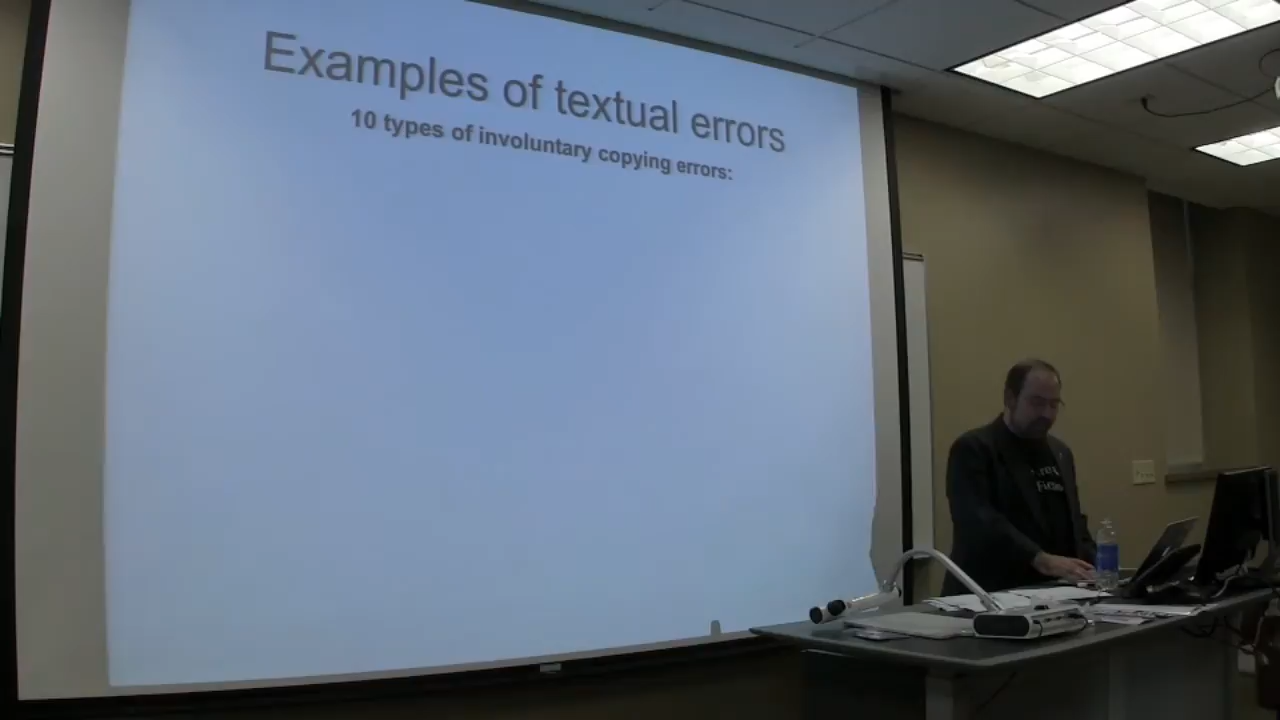 Examples of textual errors
10 types of involuntary copying errors: